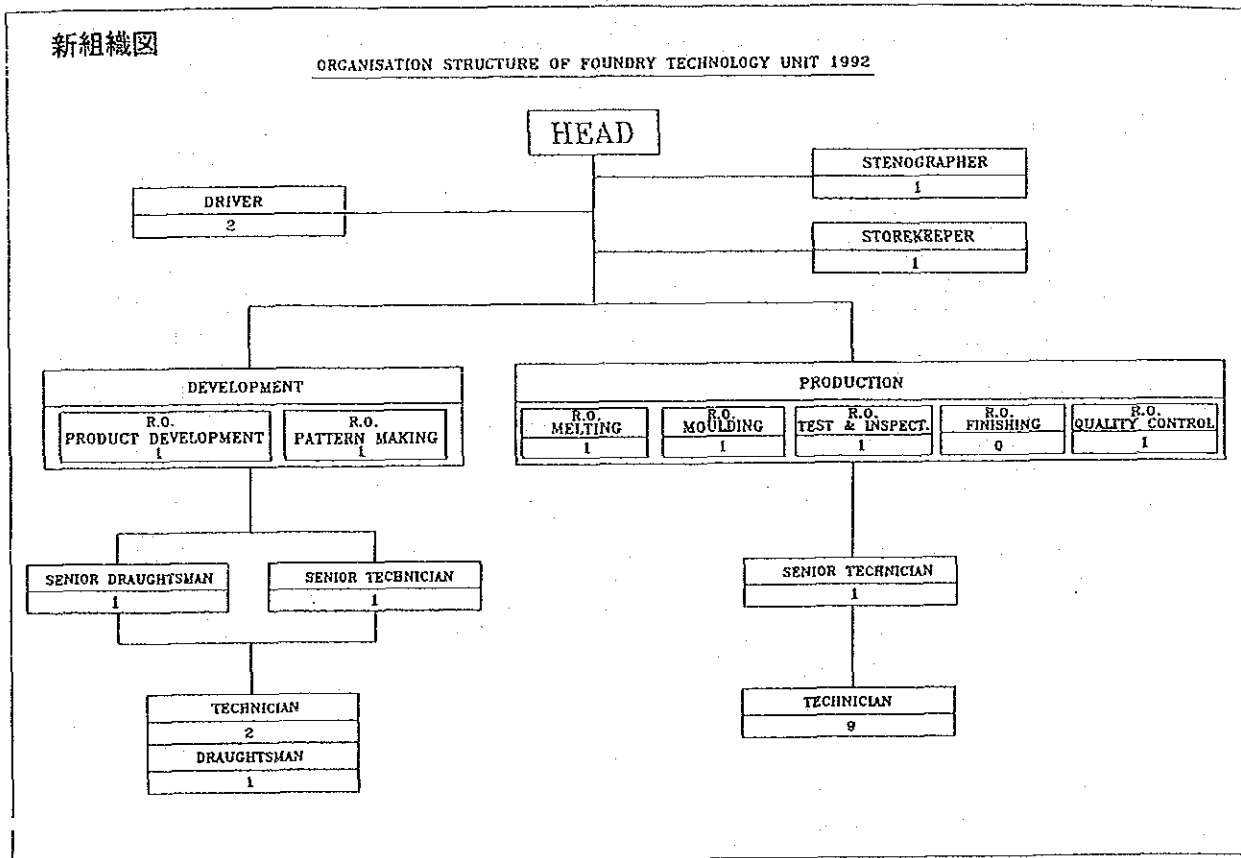 新組織図
ORGANISATION STRUCTURE OF FOUNDRY TECHNOLOGY UNIT 1992
HEAD
STENOGRAPHER
1
DRIVER
2
STOREKEEPER
1
DEVELOPMENT
R.O.
PRODUCT DEVELOPMENT
1
R.O.
PATTERN MAKING
1
PRODUCTION
R.O.
MELTING
1
R.O.
MOULDING
1
R.O.
TEST & INSPECT.
1
R.O.
FINISHING
0
R.O.
QUALITY CONTROL
1
SENIOR DRAUGHTSMAN
1
SENIOR TECHNICIAN
1
SENIOR TECHNICIAN
1
TECHNICIAN
2
DRAUGHTSMAN
1
TECHNICIAN
9